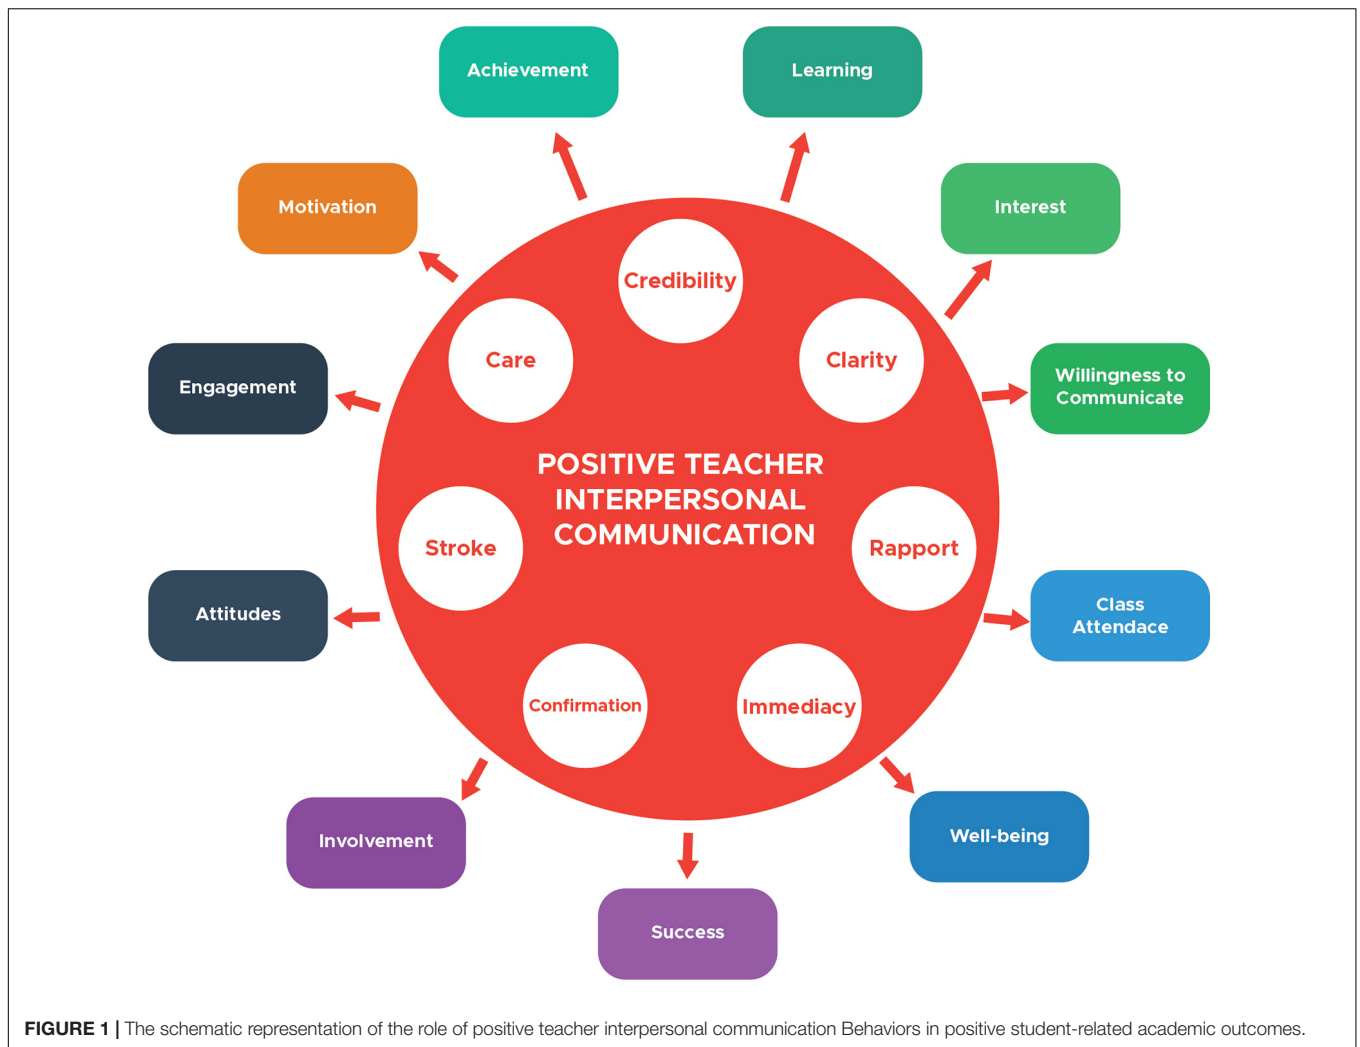 Achievement
Learning
Motivation
Interest
Credibility
Care
Clarity
Engagement
Willingness to
Communicate
POSITIVE TEACHER
INTERPERSONAL
COMMUNICATION
Stroke
Rapport
Attitudes
Class
Attendace
Confirmation
Immediacy
Involvement
Well-being
Success
FIGURE 1 | The schematic representation of the role of positive teacher interpersonal communication Behaviors in positive student-related academic outcomes.